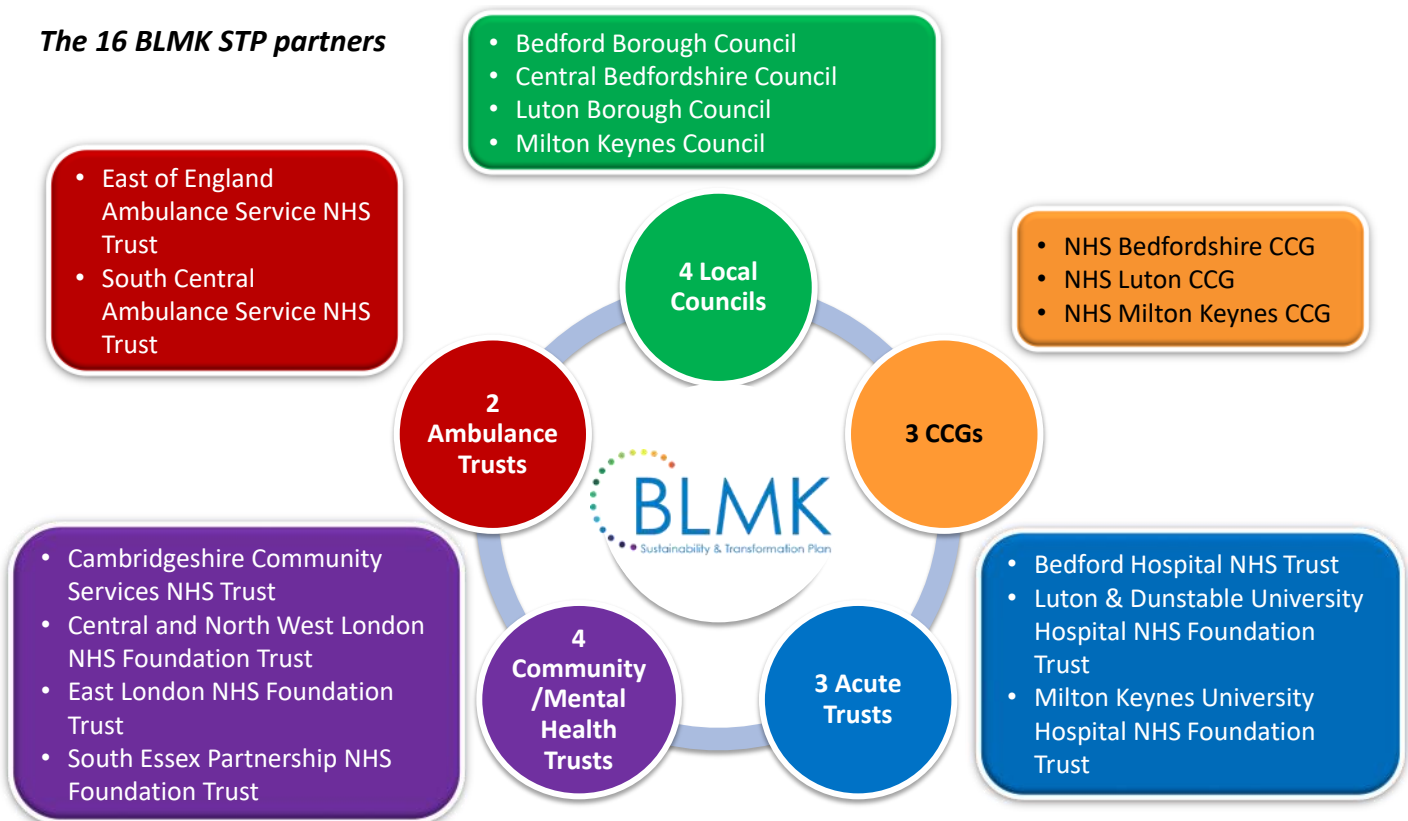 The 16 BLMK STP partners
• Bedford Borough Council
• Central Bedfordshire Council
• Luton Borough Council
• Milton Keynes Council
• East of England
Ambulance Service NHS
Trust
• South Central
Ambulance Service NHS
Trust
• NHS Bedfordshire CCG
• NHS Luton CCG
• NHS Milton Keynes CCG
4 Local
Councils
2
Ambulance
Trusts
3 CCGs
BLMK
Sustainability & Transformation Plan
• Cambridgeshire Community
Services NHS Trust
• Central and North West London
NHS Foundation Trust
• East London NHS Foundation
Trust
• South Essex Partnership NHS
Foundation Trust
4
Community
/Mental
Health
Trusts
3 Acute
Trusts
• Bedford Hospital NHS Trust
• Luton & Dunstable University
Hospital NHS Foundation
Trust
• Milton Keynes University
Hospital NHS Foundation
Trust